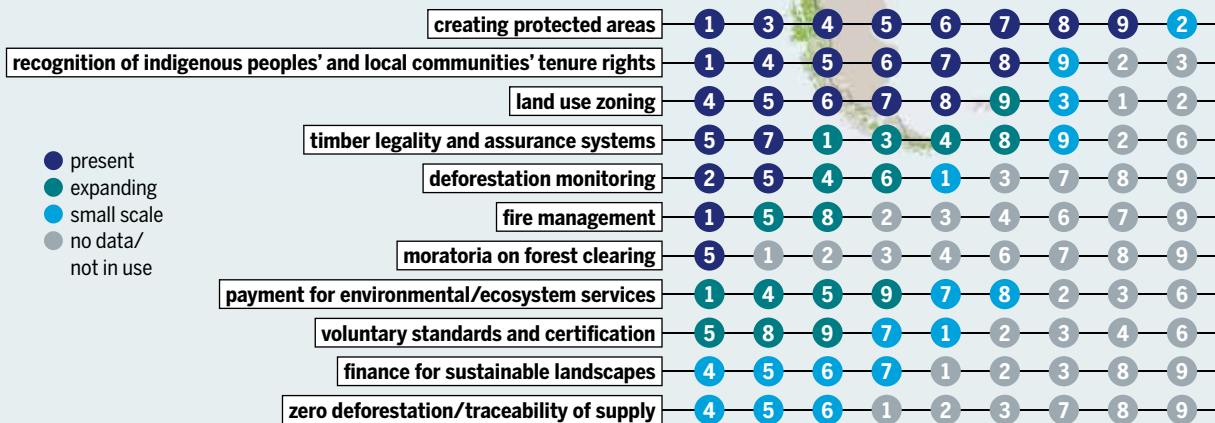 creating protected areas 1 3 4 5 6 7 8 9 2
recognition of indigenous peoples’ and local communities’ tenure rights 1 4 5 6 7 8 9 2 3
land use zoning 4 5 6 7 8 9 3 1 2
timber legality and assurance systems 5 7 1 3 4 8 9 2 6
present
deforestation monitoring 2 5 4 6 1 3 7 8 9
expanding
small scale
fire management 1 5 8 2 3 4 6 7 9
no data/
not in use
moratoria on forest clearing 5 1 2 3 4 6 7 8 9
payment for environmental/ecosystem services 1 4 5 9 7 8 2 3 6
voluntary standards and certification 5 8 9 7 1 2 3 4 6
finance for sustainable landscapes 4 5 6 7 1 2 3 8 9
zero deforestation/traceability of supply 4 5 6 1 2 3 7 8 9